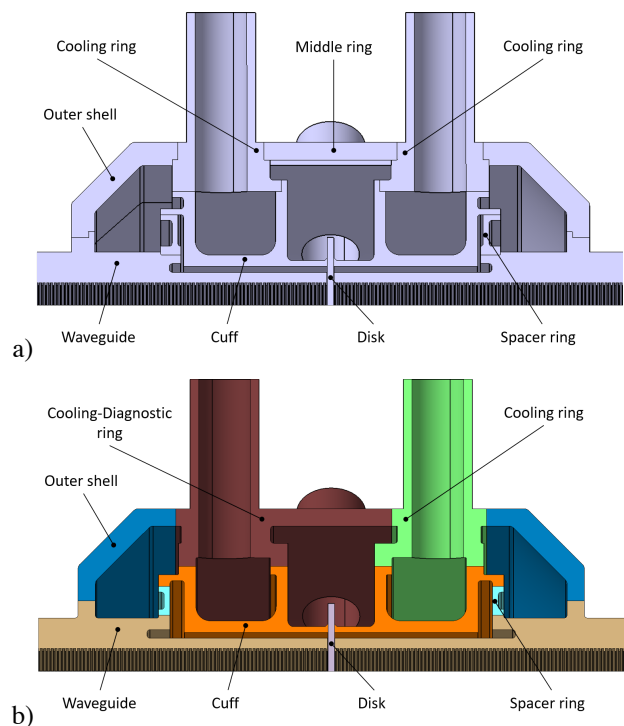 Cooling ring
Middle ring
Cooling ring
Outer shell
Waveguide
Cuff
Disk
Spacer ring
a)
Cooling-Diagnostic
ring
Cooling ring
Outer shell
Waveguide
Cuff
Disk
Spacer ring
b)